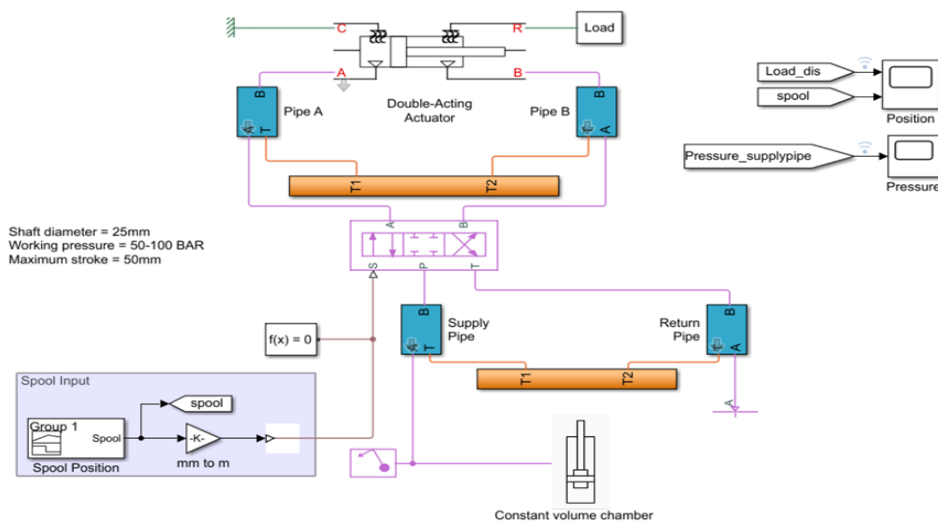 C
R
Load
A
B
Load_dis
spool
Position
B
Pipe A
A
T
Double-Acting
Actuator
Pipe B
B
T
A
Pressure_supplypipe
Pressure
T1
T2
Shaft diameter = 25mm
Working pressure = 50-100 BAR
Maximum stroke = 50mm
A
B
S
P
T
f(x) = 0
B
Supply
Pipe
A
T
Return
Pipe
B
T
A
T1
T2
A
Spool Input
spool
Group 1
Spool
-K-
Spool Position
mm to m
Constant volume chamber